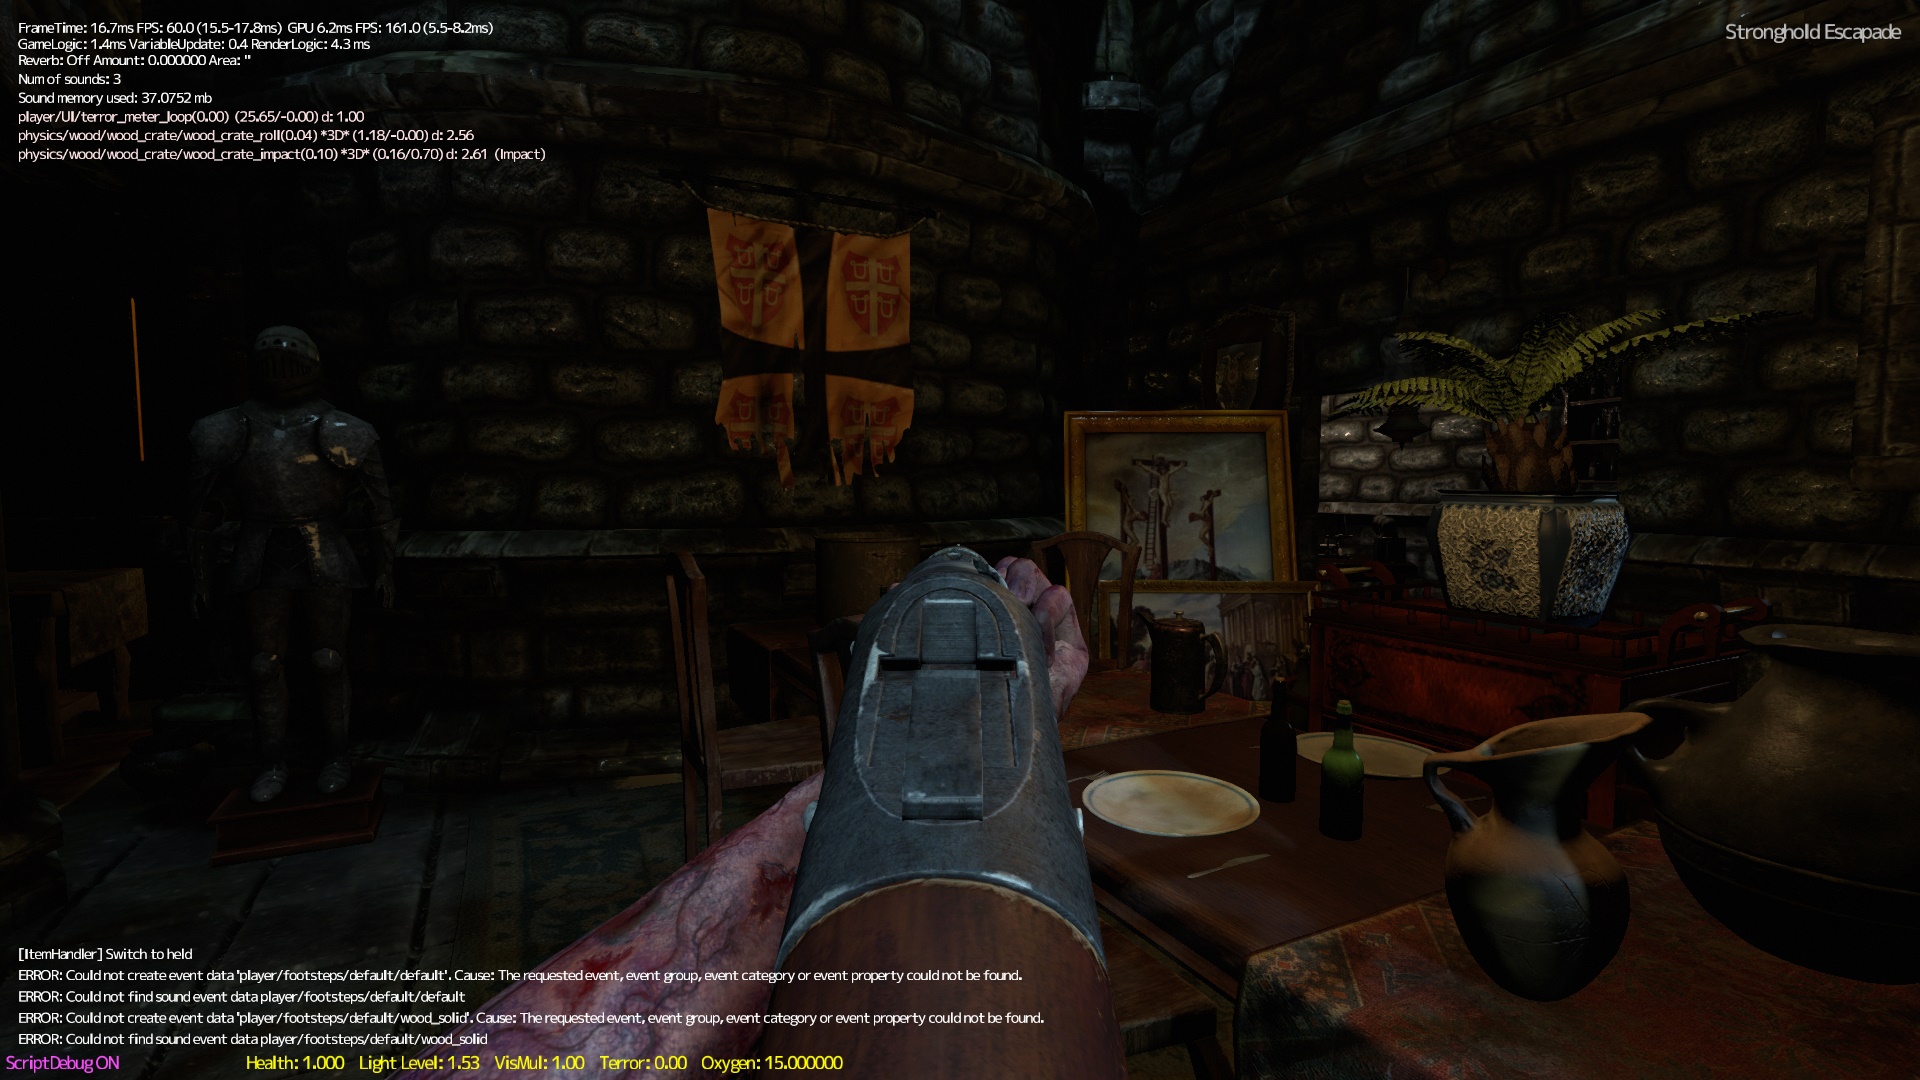 FrameTime: 16.7ms FPS: 60.0 (15.5-17.8ms) GPU 6.2ms FPS: 161.0 (5.5-8.2ms)
Stronghold Escapade
GameLogic: 1.4ms VariableUpdate: 0.4 RenderLogic: 4.3 ms
Reverb: Off Amount: 0.000000 Area: ''
Num of sounds: 3
Sound memory used: 37.0752 mb
player/UI/terror_meter_loop(0.00) (25.65/-0.00) d: 1.00
physics/wood/wood_crate/wood_crate_roll(0.04) *3D* (1.18/-0.00) d: 2.56
physics/wood/wood_crate/wood_crate_impact(0.10) *3D* (0.16/0.70) d: 2.61 (Impact)
[ItemHandler] Switch to held
ERROR: Could not create event data 'player/footsteps/default/default'. Cause: The requested event, event group, event category or event property could not be found.
ERROR: Could not find sound event data player/footsteps/default/default
ERROR: Could not create event data 'player/footsteps/default/wood_solid'. Cause: The requested event, event group, event category or event property could not be found.
ERROR: Could not find sound event data player/footsteps/default/wood_solid
ScriptDebug ON Health: 1.000 Light Level: 1.53 VisMul: 1.00 Terror: 0.00 Oxygen: 15.000000